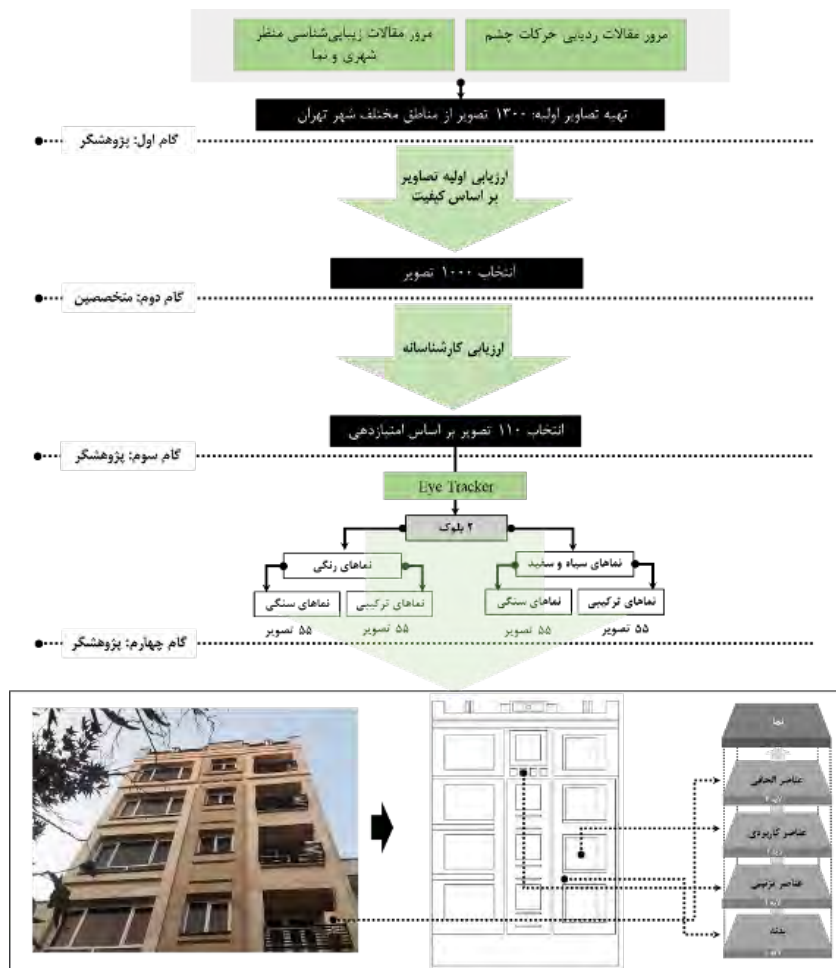 مرور مقالات ردیابی حرکات چشم
مرور مقالات زیبایی‌شناسی منظر
شهری و نما
تهیه تصاویر اولیه: ۱۳۰۰ تصویر از مناطق مختلف شهر تهران
گام اول: پژوهشگر
ارزیابی اولیه تصاویر
بر اساس کیفیت
انتخاب ۱۰۰۰ تصویر
گام دوم: متخصصین
ارزیابی کارشناسانه
انتخاب ۱۱۰ تصویر بر اساس امتیازدهی
گام سوم: پژوهشگر
Eye Tracker
۲ بلوک
نماهای سیاه و سفید
نماهای رنگی
نماهای ترکیبی
نماهای سنگی
نماهای ترکیبی
نماهای سنگی
۵۵ تصویر
۵۵ تصویر
۵۵ تصویر
۵۵ تصویر
گام چهارم: پژوهشگر
نما
عناصر الحاقی
عناصر کاربردی
عناصر تزئینی
بدنه